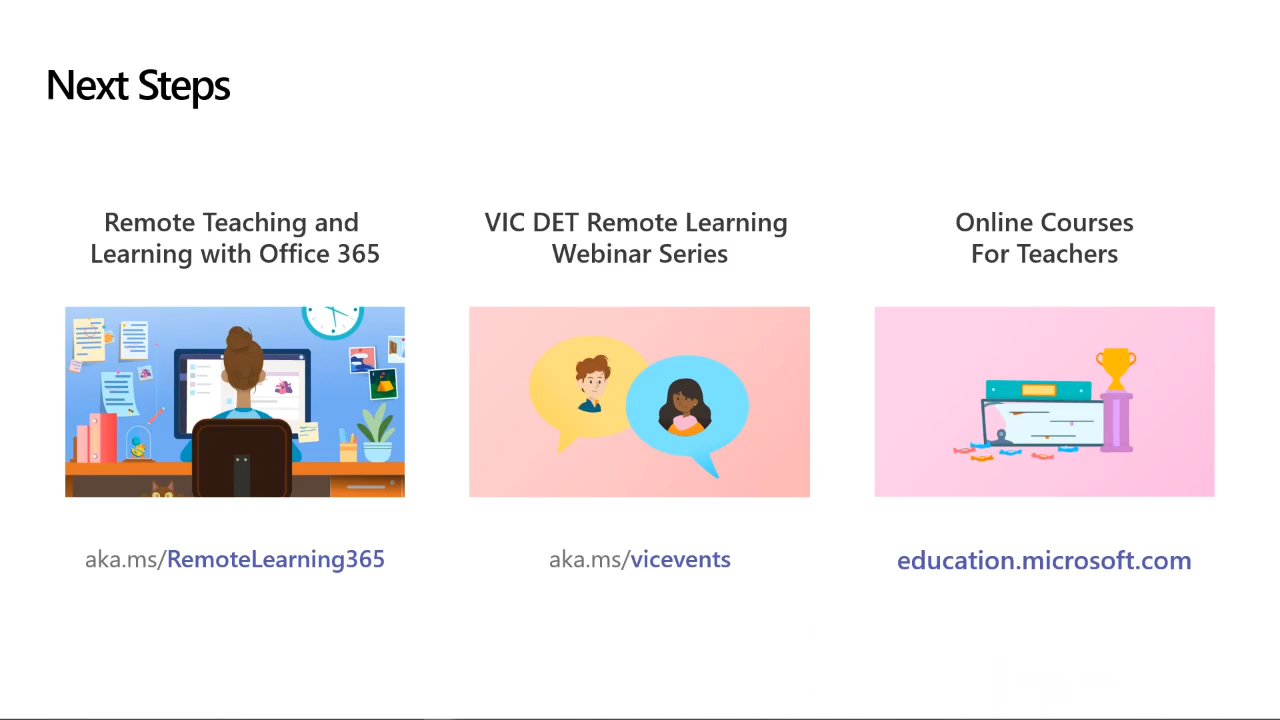 Next Steps
Remote Teaching and
Learning with Office 365
VIC DET Remote Learning
Webinar Series
Online Courses
For Teachers
aka.ms/RemoteLearning365
aka.ms/vicevents
education.microsoft.com